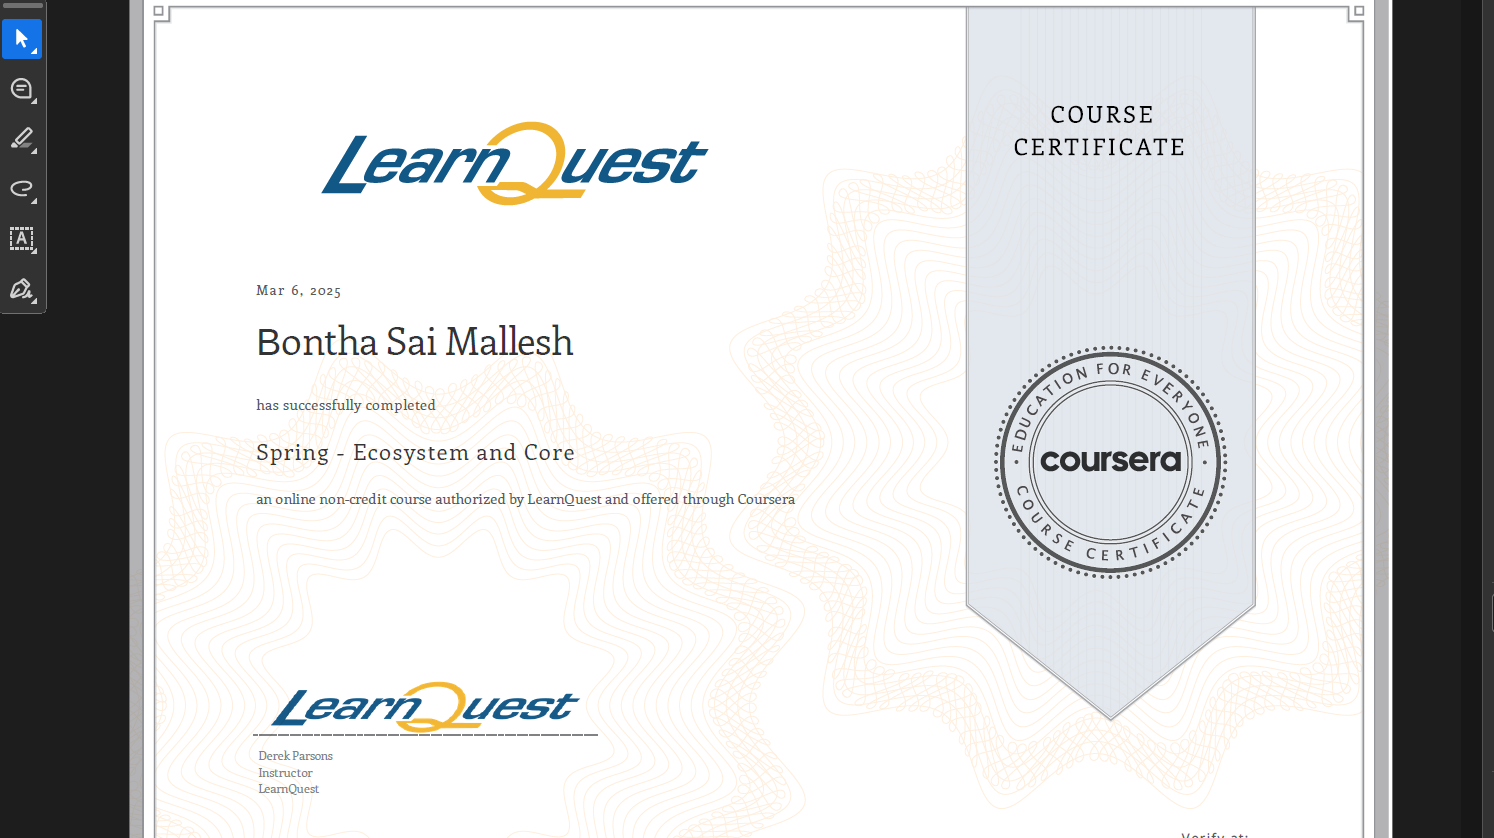 LearnQuest
COURSE
CERTIFICATE
Mar 6, 2025
Bontha Sai Mallesh
has successfully completed
Spring - Ecosystem and Core
an online non-credit course authorized by LearnQuest and offered through Coursera
EDUCATION FOR EVERYONE
coursera
COURSE CERTIFICATE
LearnQuest
Derek Parsons
Instructor
LearnQuest
Verify at: